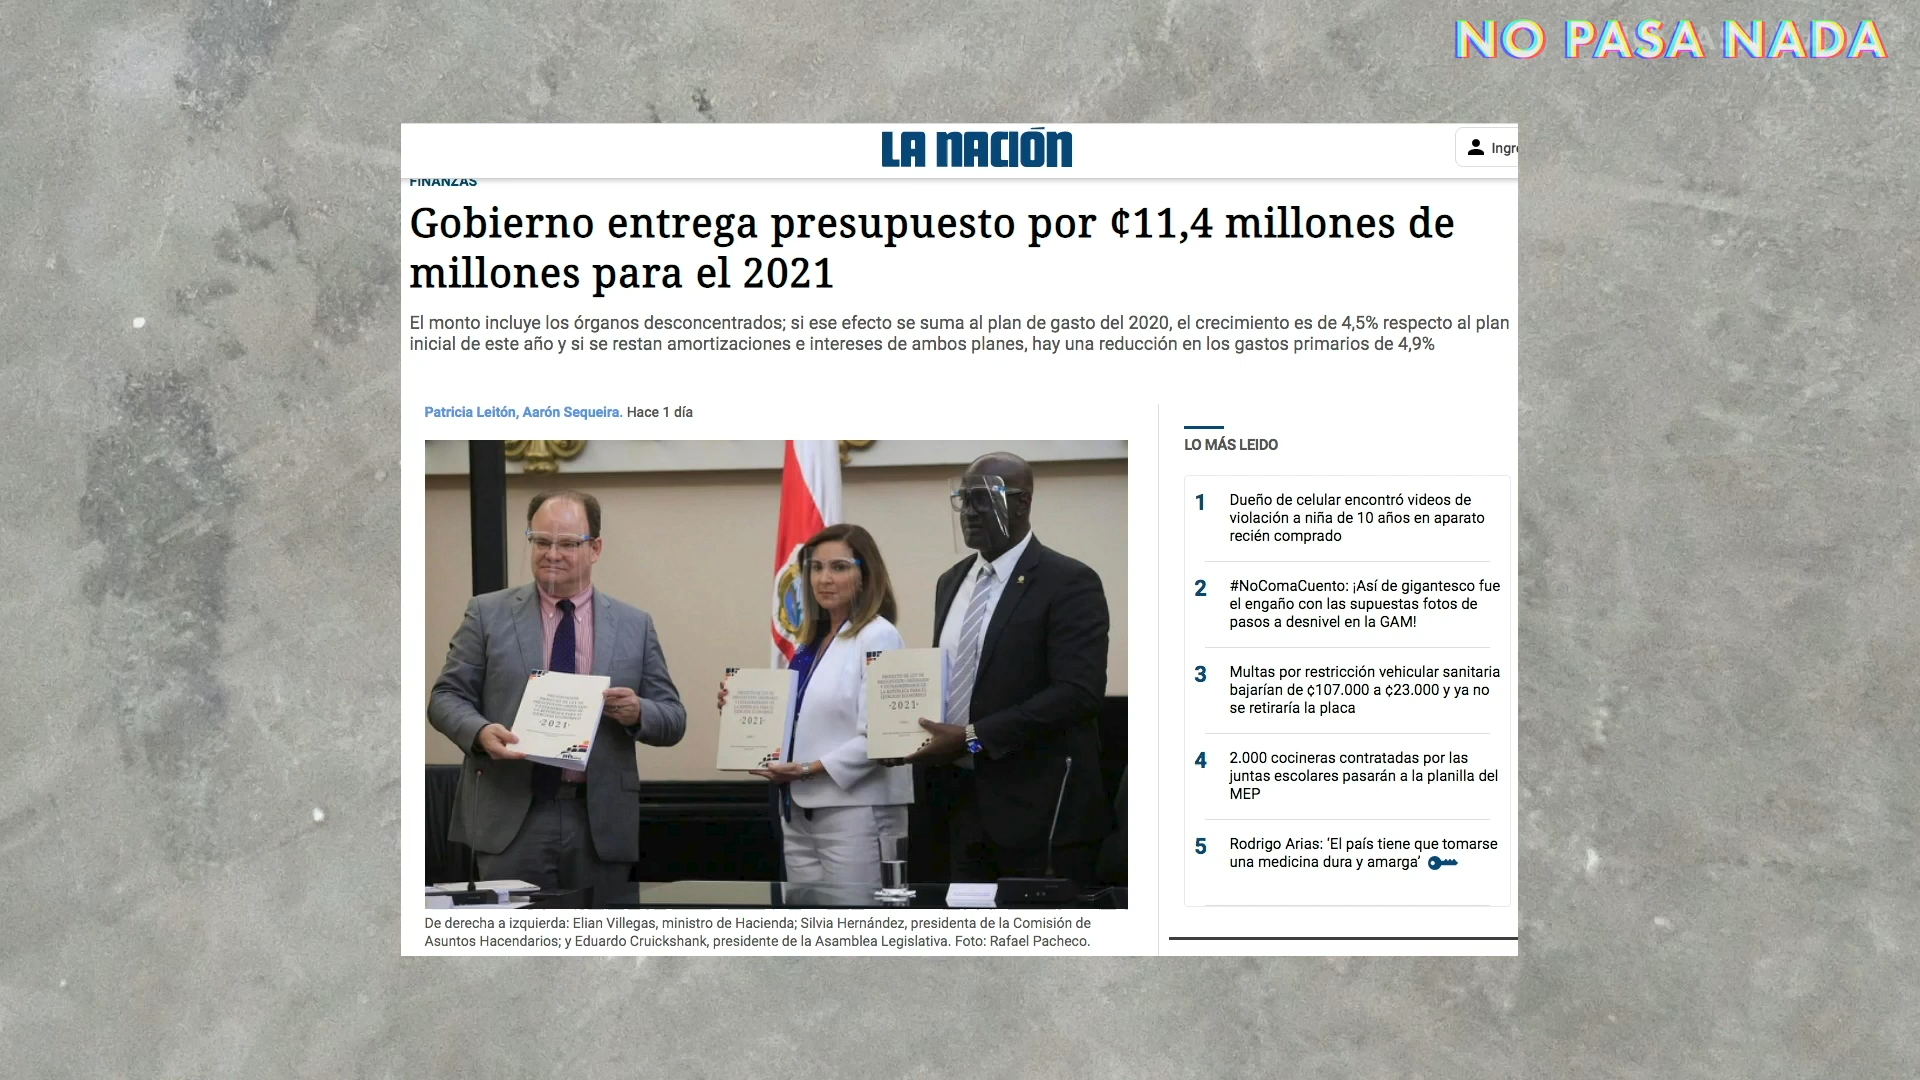 NO PASA NADA
LA NACIÓN
FINANZAS
Gobierno entrega presupuesto por ₡11,4 millones de
millones para el 2021
El monto incluye los órganos desconcentrados; si ese efecto se suma al plan de gasto del 2020, el crecimiento es de 4,5% respecto al plan
inicial de este año y si se restan amortizaciones e intereses de ambos planes, hay una reducción en los gastos primarios de 4,9%
Patricia Leitón, Aarón Sequeira. Hace 1 día
2021
2021
2021
De derecha a izquierda: Elian Villegas, ministro de Hacienda; Silvia Hernández, presidenta de la Comisión de
Asuntos Hacendarios; y Eduardo Cruickshank, presidente de la Asamblea Legislativa. Foto: Rafael Pacheco.
LO MÁS LEIDO
1 Dueño de celular encontró videos de
violación a niña de 10 años en aparato
recién comprado
2 #NoComaCuento: ¡Así de gigantesco fue
el engaño con las supuestas fotos de
pasos a desnivel en la GAM!
3 Multas por restricción vehicular sanitaria
bajarían de ₡107.000 a ₡23.000 y ya no
se retiraría la placa
4 2.000 cocineras contratadas por las
juntas escolares pasarán a la planilla del
MEP
5 Rodrigo Arias: ‘El país tiene que tomarse
una medicina dura y amarga’